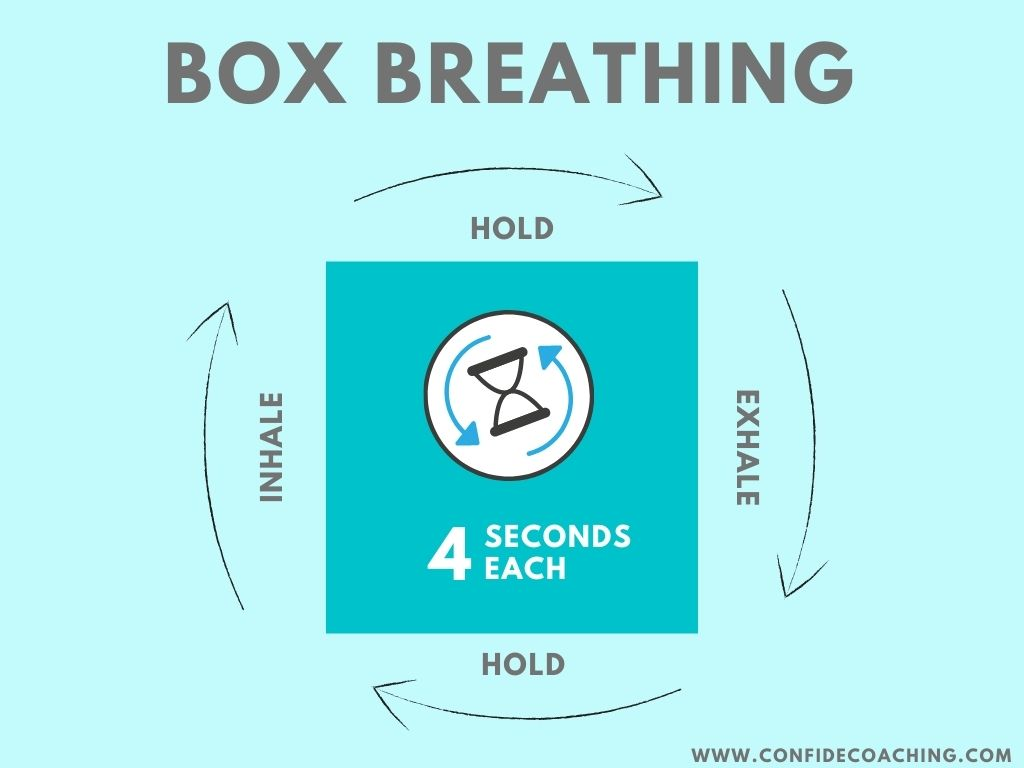 BOX BREATHING
HOLD
INHALE
EXHALE
4 SECONDS
EACH
HOLD
WWW.CONFIDECOACHING.COM